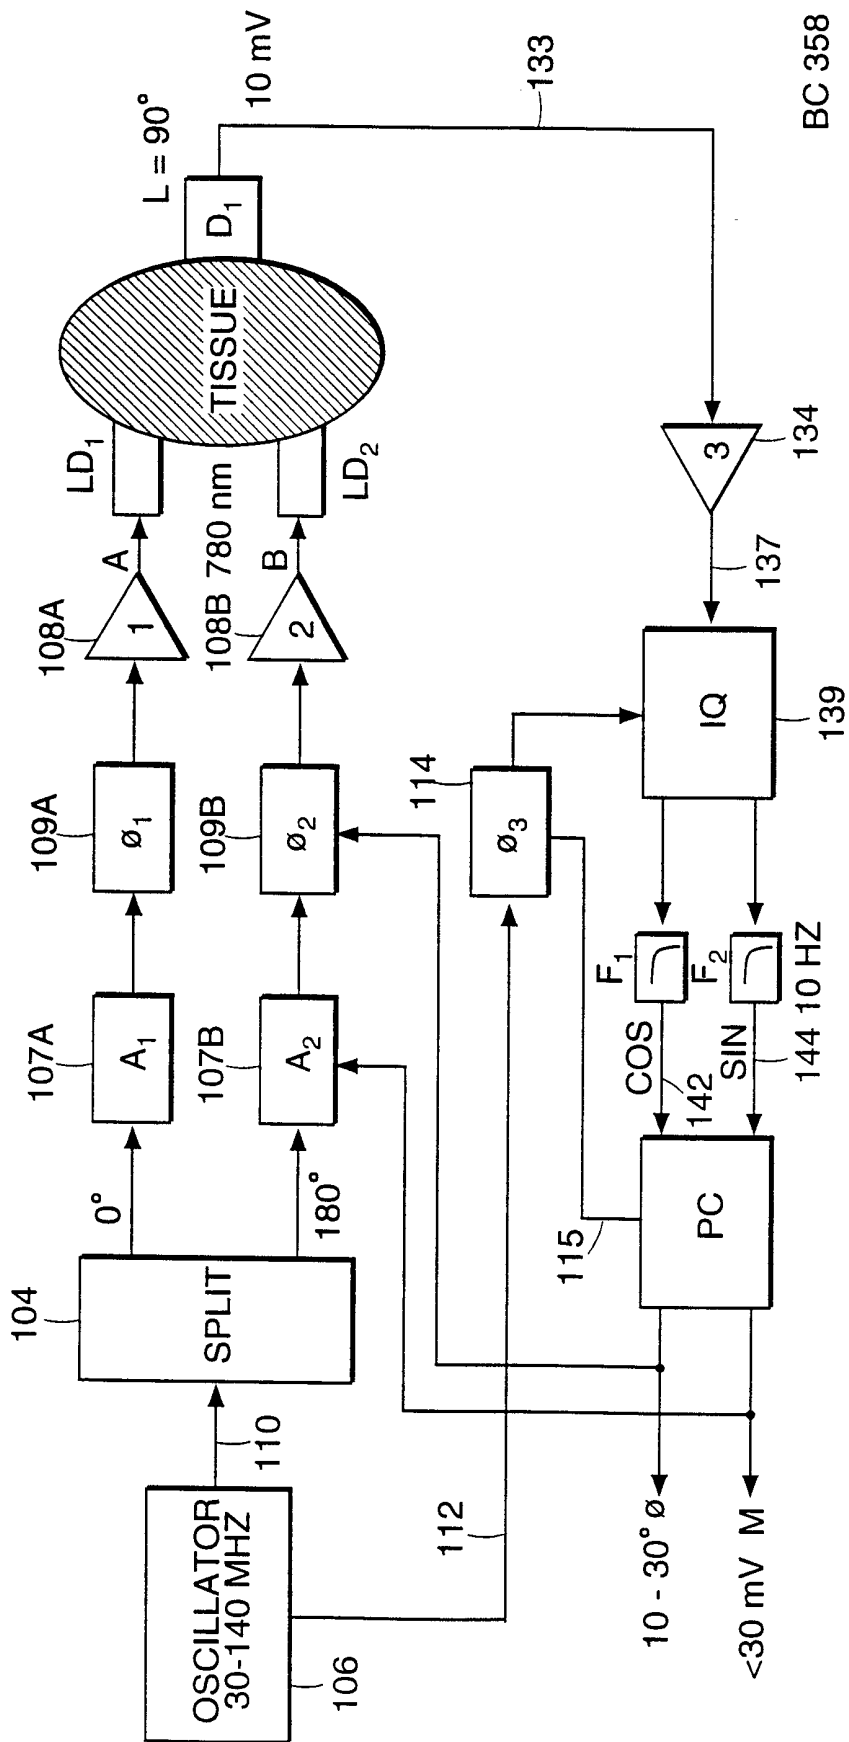 OSCILLATOR
30-140 MHZ
106
110
112
104
SPLIT
0°
180°
107A
A₁
107B
A₂
109A
ø₁
109B
ø₂
108A
1
A
108B 780 nm
2
B
LD₁
LD₂
TISSUE
D₁
L = 90°
10 mV
133
3
134
137
IQ
139
114
ø₃
115
F₁
F₂
10 HZ
COS
142
SIN
144
PC
10 - 30° ø
<30 mV M
BC 358